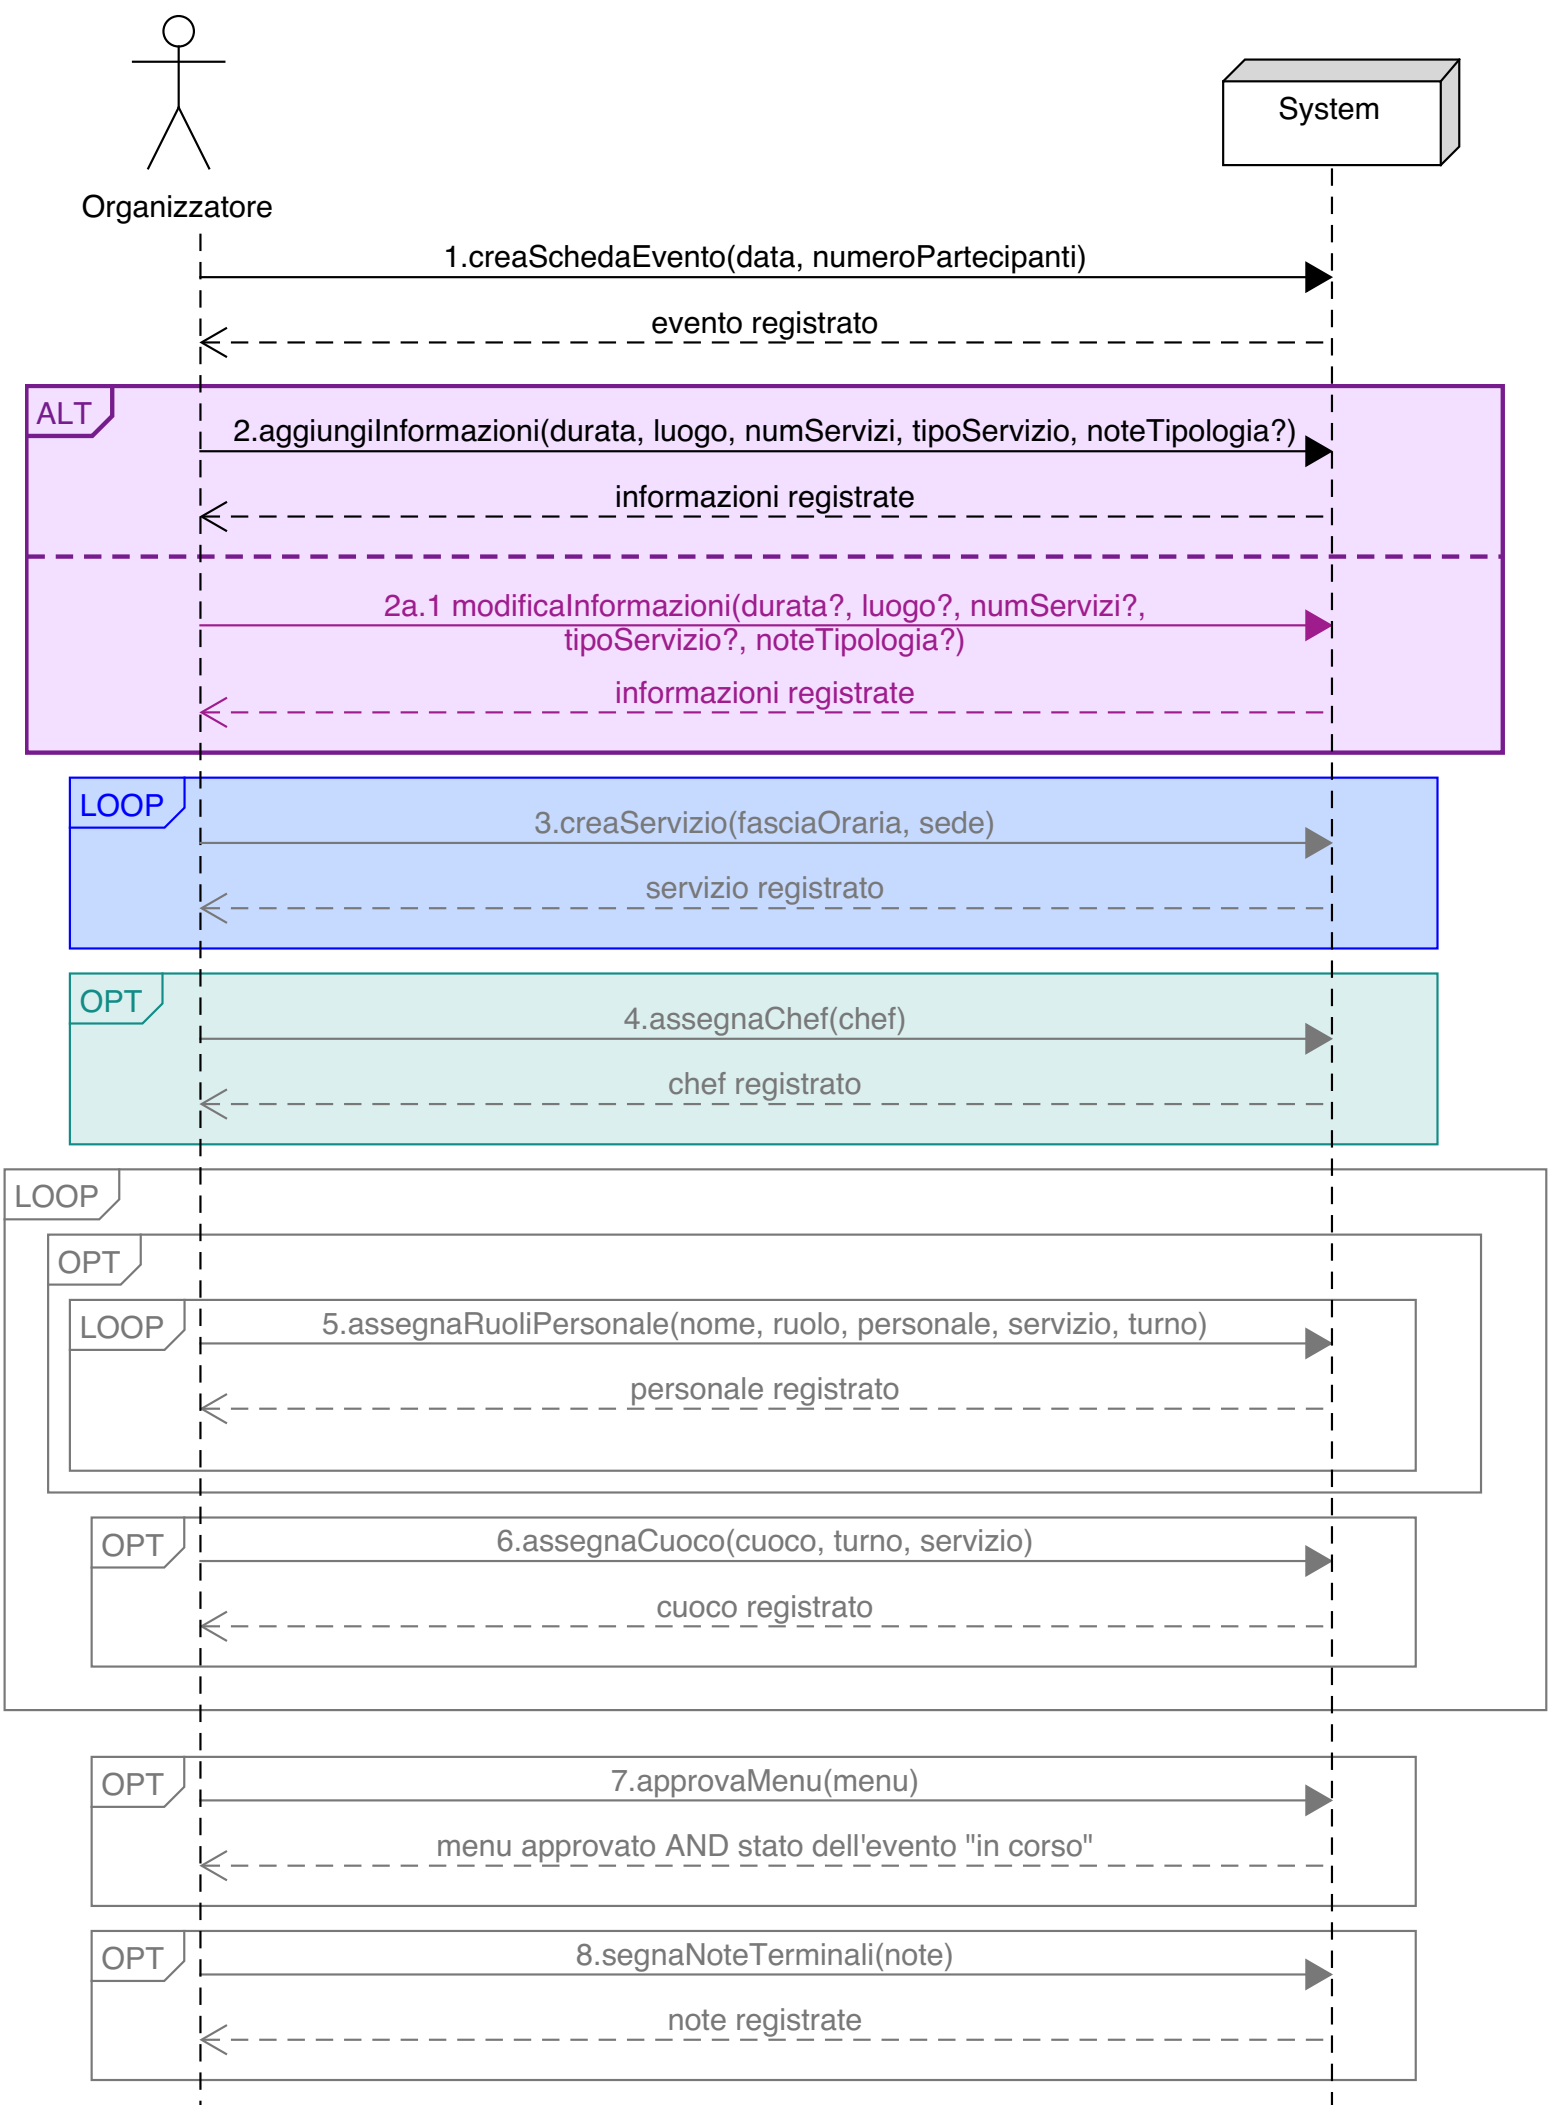 System
Organizzatore
1.creaSchedaEvento(data, numeroPartecipanti)
evento registrato
ALT
2.aggiungiInformazioni(durata, luogo, numServizi, tipoServizio, noteTipologia?)
informazioni registrate
2a.1 modificaInformazioni(durata?, luogo?, numServizi?,
tipoServizio?, noteTipologia?)
informazioni registrate
LOOP
3.creaServizio(fasciaOraria, sede)
servizio registrato
OPT
4.assegnaChef(chef)
chef registrato
LOOP
OPT
LOOP
5.assegnaRuoliPersonale(nome, ruolo, personale, servizio, turno)
personale registrato
OPT
6.assegnaCuoco(cuoco, turno, servizio)
cuoco registrato
OPT
7.approvaMenu(menu)
menu approvato AND stato dell'evento "in corso"
OPT
8.segnaNoteTerminali(note)
note registrate